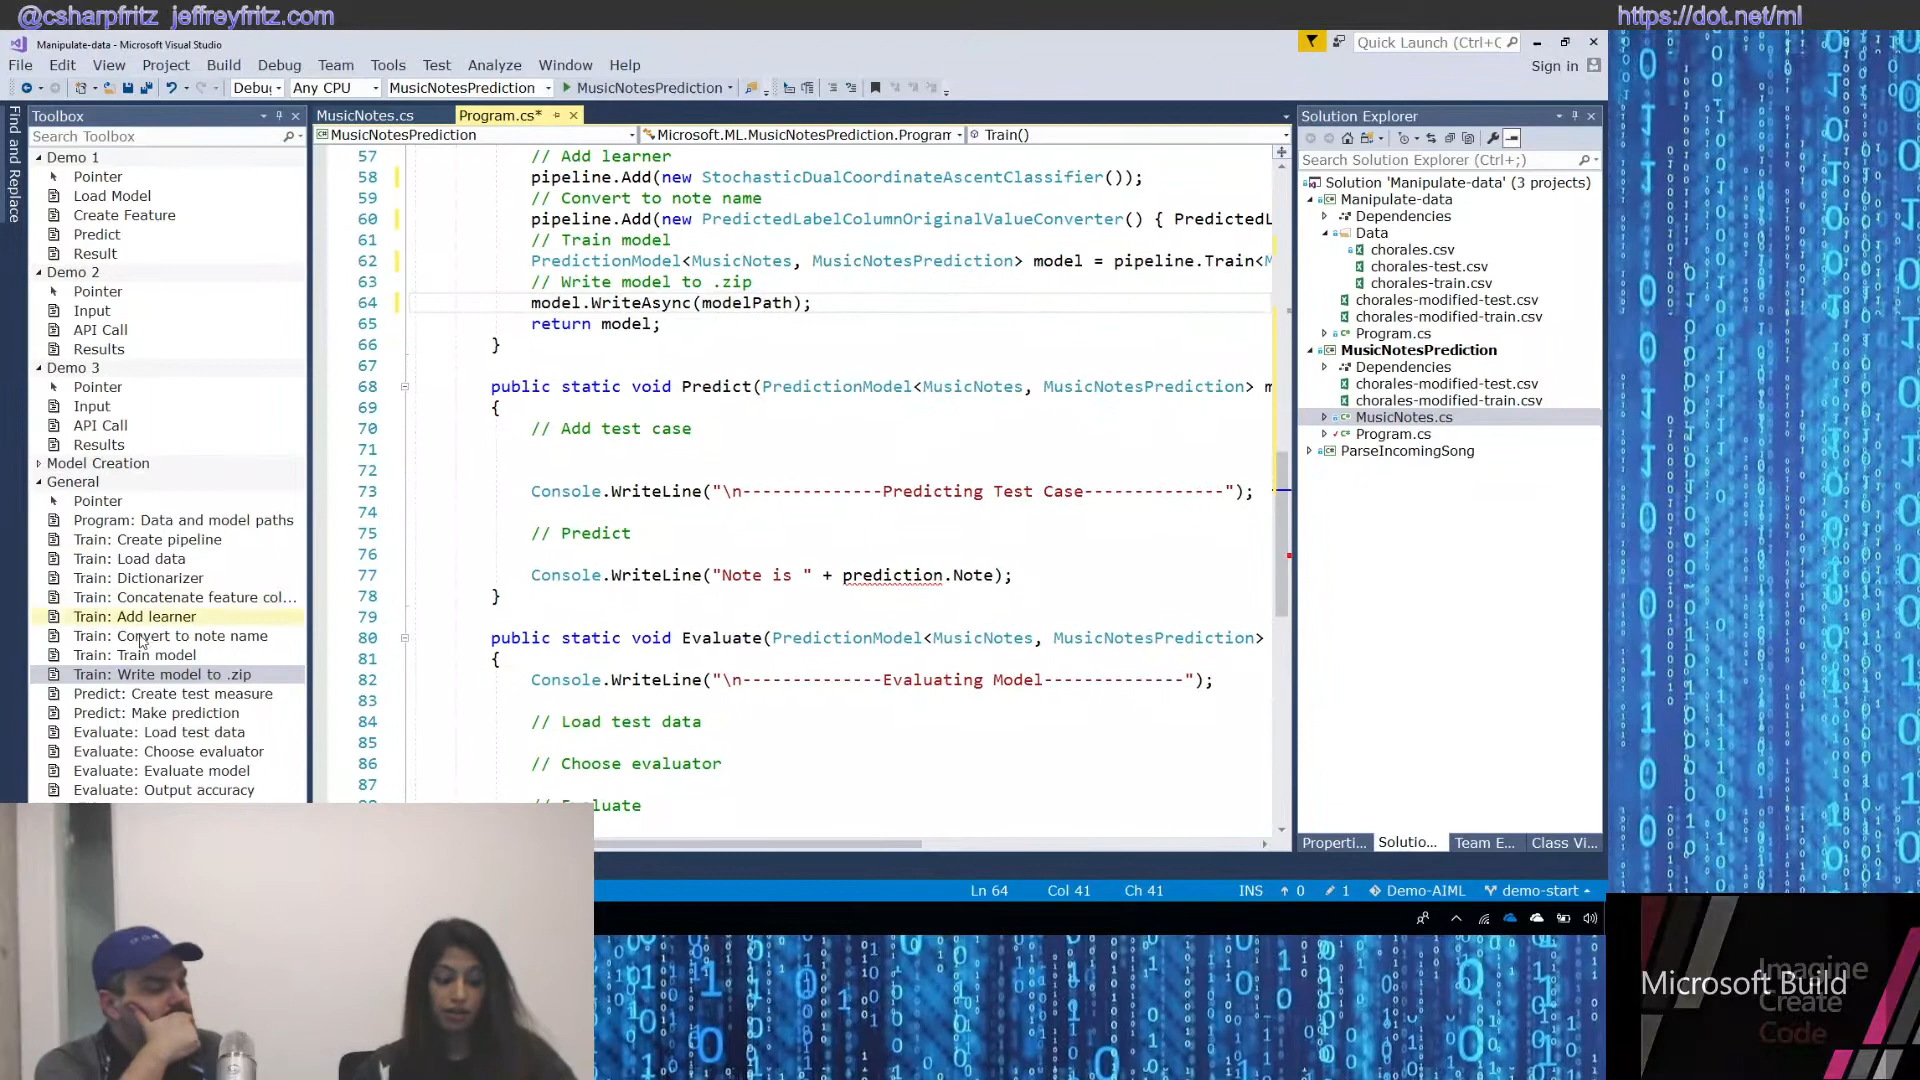 @csharpfritz jeffreyfritz.com
https://dot.net/ml
Manipulate-data - Microsoft Visual Studio
Quick Launch (Ctrl+Q
File Edit View Project Build Debug Team Tools Test Analyze Window Help
Sign in
Debu Any CPU MusicNotesPrediction MusicNotesPrediction
Find and Replace
Toolbox
Search Toolbox
Demo 1
Pointer
Load Model
Create Feature
Predict
Result
Demo 2
Pointer
Input
API Call
Results
Demo 3
Pointer
Input
API Call
Results
Model Creation
General
Pointer
Program: Data and model paths
Train: Create pipeline
Train: Load data
Train: Dictionarizer
Train: Concatenate feature col...
Train: Add learner
Train: Convert to note name
Train: Train model
Train: Write model to .zip
Predict: Create test measure
Predict: Make prediction
Evaluate: Load test data
Evaluate: Choose evaluator
Evaluate: Evaluate model
Evaluate: Output accuracy
MusicNotes.cs Program.cs*
MusicNotesPrediction Microsoft.ML.MusicNotesPrediction.Program Train()
57 // Add learner
58 pipeline.Add(new StochasticDualCoordinateAscentClassifier());
59 // Convert to note name
60 pipeline.Add(new PredictedLabelColumnOriginalValueConverter() { PredictedL
61 // Train model
62 PredictionModel<MusicNotes, MusicNotesPrediction> model = pipeline.Train<M
63 // Write model to .zip
64 model.WriteAsync(modelPath);
65 return model;
66 }
67
68 public static void Predict(PredictionModel<MusicNotes, MusicNotesPrediction> m
69 {
70 // Add test case
71
72
73 Console.WriteLine("\n--------------Predicting Test Case--------------");
74
75 // Predict
76
77 Console.WriteLine("Note is " + prediction.Note);
78 }
79
80 public static void Evaluate(PredictionModel<MusicNotes, MusicNotesPrediction>
81 {
82 Console.WriteLine("\n--------------Evaluating Model--------------");
83
84 // Load test data
85
86 // Choose evaluator
87
luate
Solution Explorer
Search Solution Explorer (Ctrl+;)
Solution 'Manipulate-data' (3 projects)
Manipulate-data
Dependencies
Data
chorales.csv
chorales-test.csv
chorales-train.csv
chorales-modified-test.csv
chorales-modified-train.csv
Program.cs
MusicNotesPrediction
Dependencies
chorales-modified-test.csv
chorales-modified-train.csv
MusicNotes.cs
Program.cs
ParseIncomingSong
Properti... Solutio... Team E... Class Vi...
Ln 64 Col 41 Ch 41 INS 0 1 Demo-AIML demo-start
Microsoft Build
Imagine
Create
Code